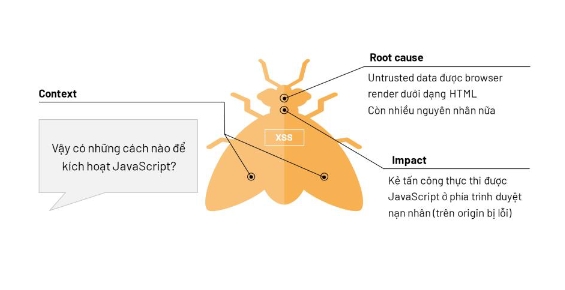 Root cause
Untrusted data được browser
render dưới dạng HTML
Còn nhiều nguyên nhân nữa
Context
Vậy có những cách nào để
kích hoạt JavaScript?
XSS
Impact
Kẻ tấn công thực thi được
JavaScript ở phía trình duyệt
nạn nhân (trên origin bị lỗi)